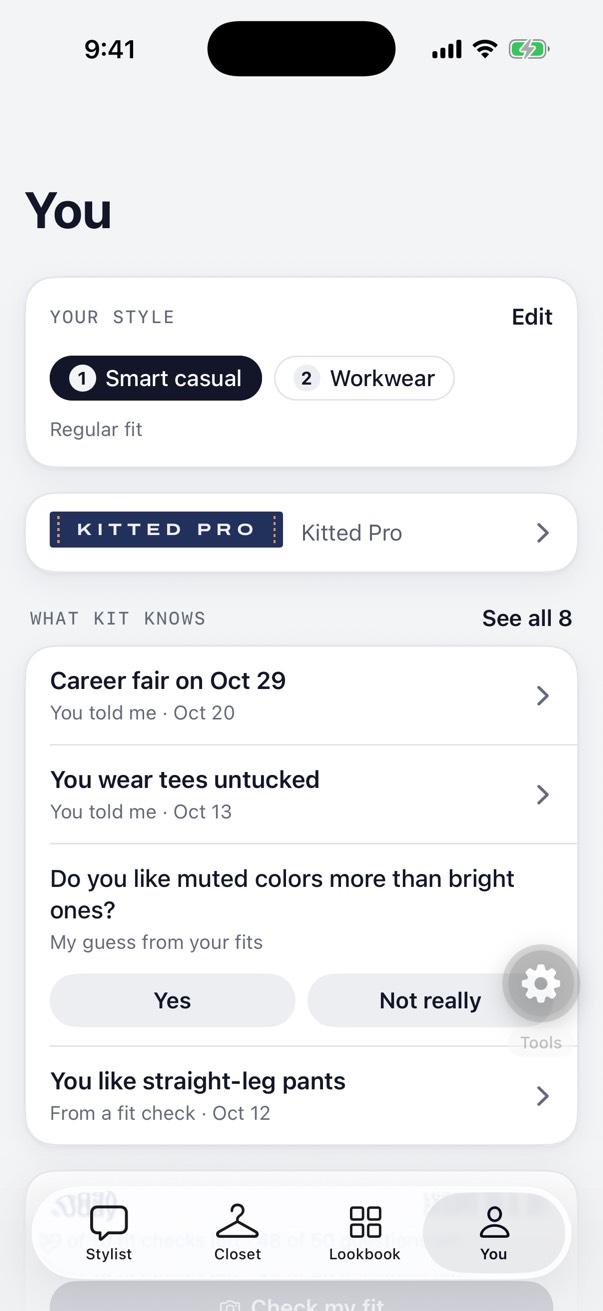 9:41
You
YOUR STYLE
Edit
1 Smart casual
2 Workwear
Regular fit
KITTED PRO
Kitted Pro
WHAT KIT KNOWS
See all 8
Career fair on Oct 29
You told me · Oct 20
You wear tees untucked
You told me · Oct 13
Do you like muted colors more than bright
ones?
My guess from your fits
Yes
Not really
Tools
You like straight-leg pants
From a fit check · Oct 12
Stylist
Closet
Lookbook
You
Check my fit